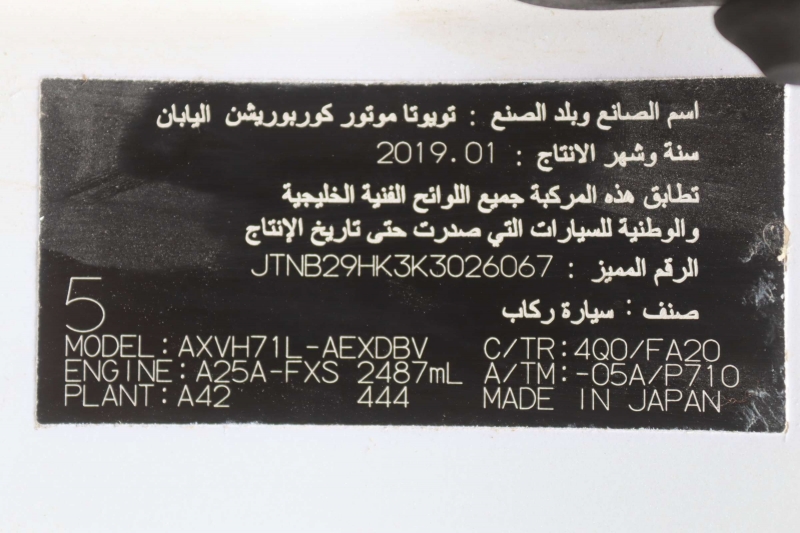 اسم الصانع وبلد الصنع : تويوتا موتور كوربوريشن اليابان
سنة وشهر الانتاج : 2019.01
تطابق هذه المركبة جميع اللوائح الفنية الخليجية
والوطنية للسيارات التي صدرت حتى تاريخ الإنتاج
الرقم المميز : JTNB29HK3K3026067
صنف : سيارة ركاب
5
MODEL: AXVH71L-AEXDBV C/TR: 4Q0/FA20
ENGINE: A25A-FXS 2487mL A/TM: -05A/P710
PLANT: A42 444 MADE IN JAPAN